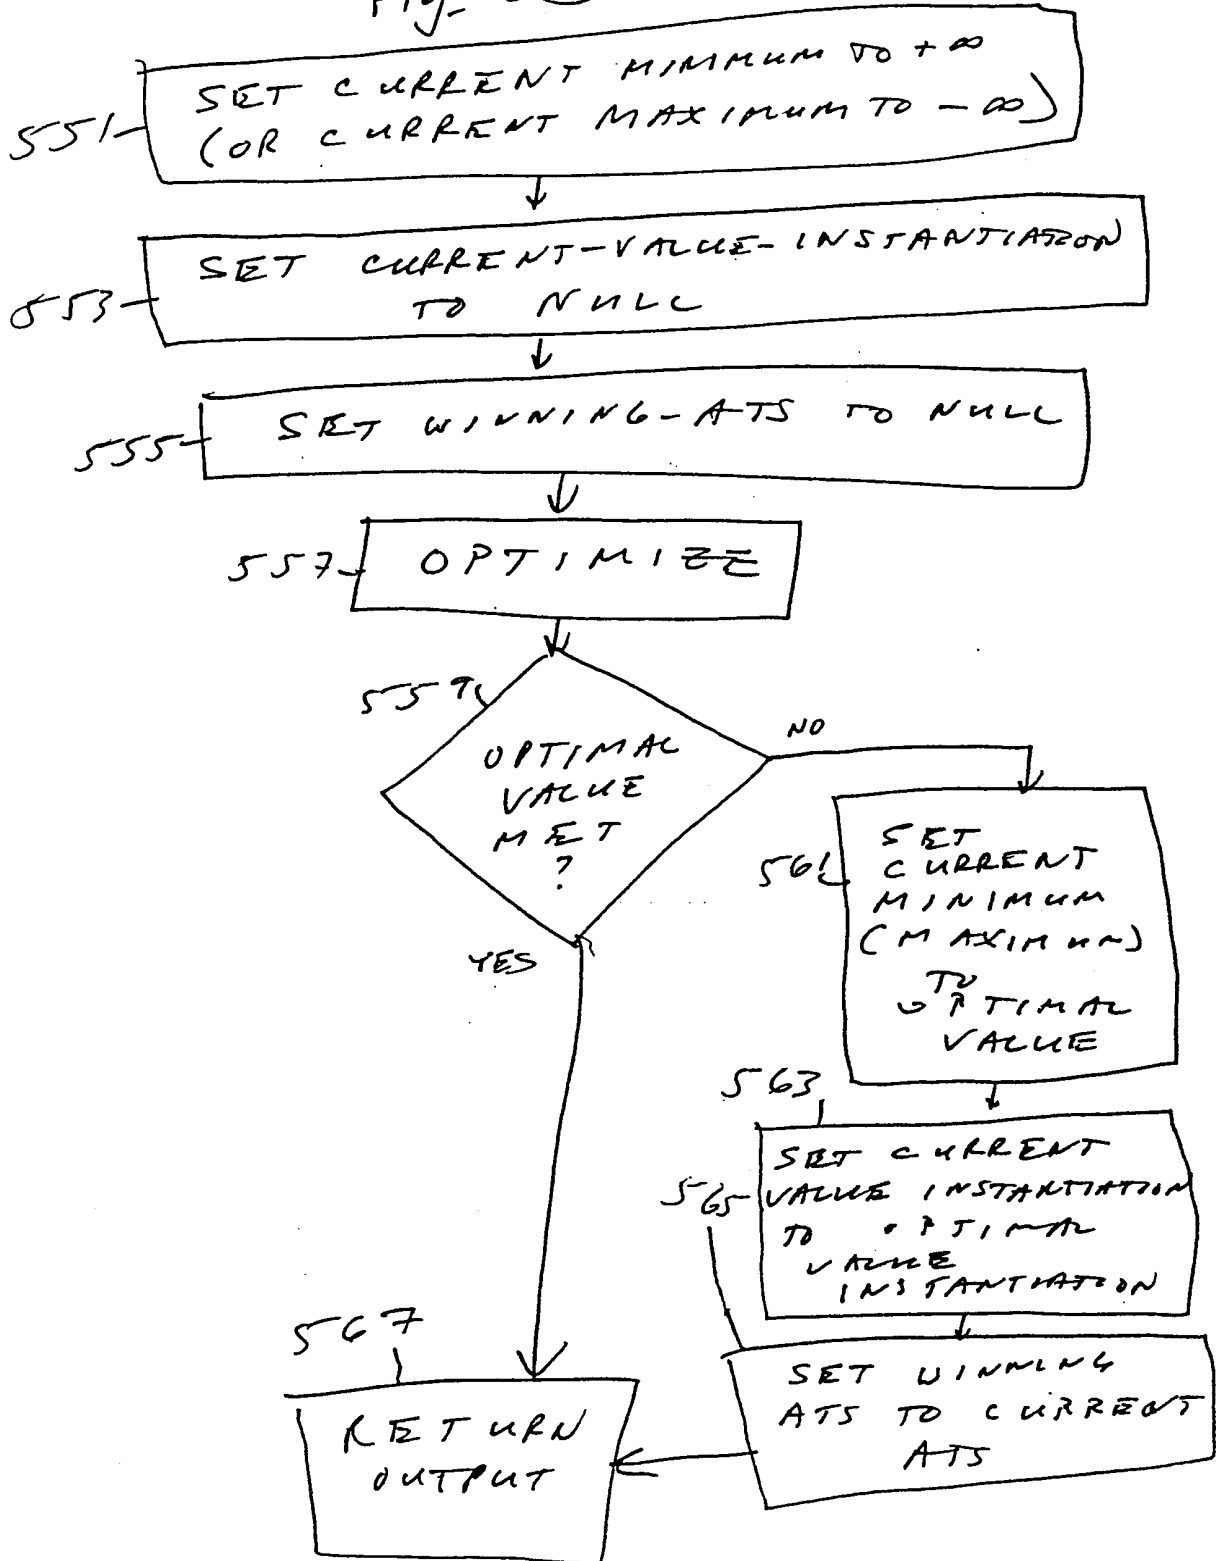 Fig.
SET CURRENT MINIMUM TO + ∞
(OR CURRENT MAXIMUM TO - ∞)
551
SET CURRENT-VALUE-INSTANTIATION
TO NULL
553
SET WINNING-ATS TO NULL
555
557
OPTIMIZE
559
OPTIMAL
VALUE
MET
?
NO
YES
561
SET
CURRENT
MINIMUM
(MAXIMUM)
TO
OPTIMAL
VALUE
563
SET CURRENT
VALUE INSTANTIATION
TO OPTIMAL
VALUE
INSTANTIATION
565
SET WINNING
ATS TO CURRENT
ATS
567
RETURN
OUTPUT